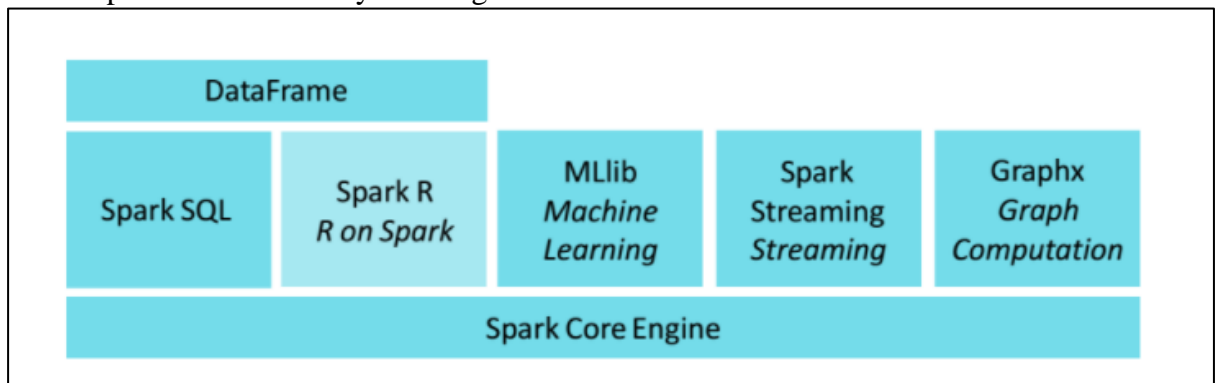 DataFrame
Spark SQL
Spark R
R on Spark
MLlib
Machine
Learning
Spark
Streaming
Streaming
Graphx
Graph
Computation
Spark Core Engine